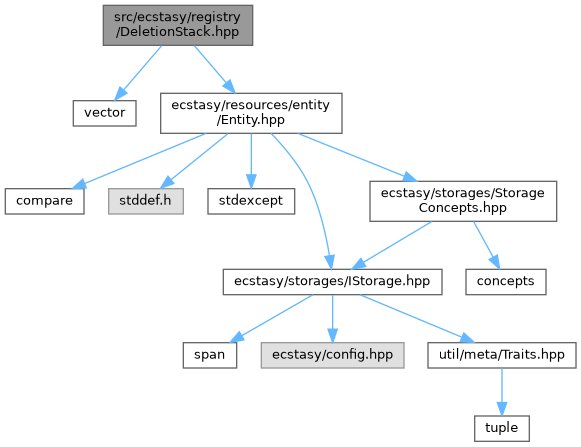 src/ecstasy/registry
/DeletionStack.hpp
vector
ecstasy/resources/entity
/Entity.hpp
compare
stddef.h
stdexcept
ecstasy/storages/Storage
Concepts.hpp
ecstasy/storages/IStorage.hpp
concepts
span
ecstasy/config.hpp
util/meta/Traits.hpp
tuple